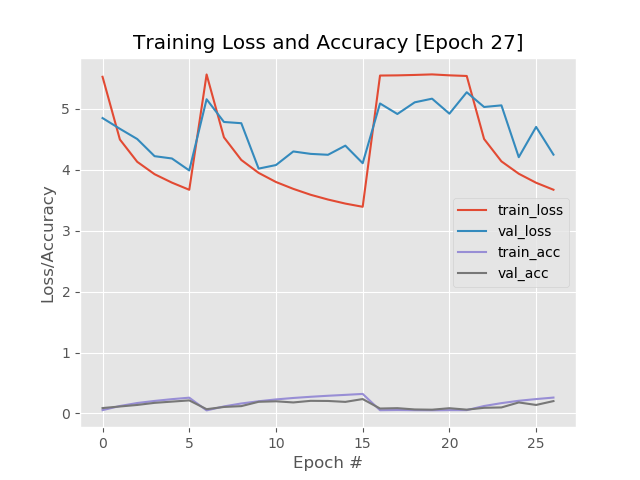 Training Loss and Accuracy [Epoch 27]
Loss/Accuracy
5
4
3
2
1
0
train_loss
val_loss
train_acc
val_acc
0 5 10 15 20 25
Epoch #